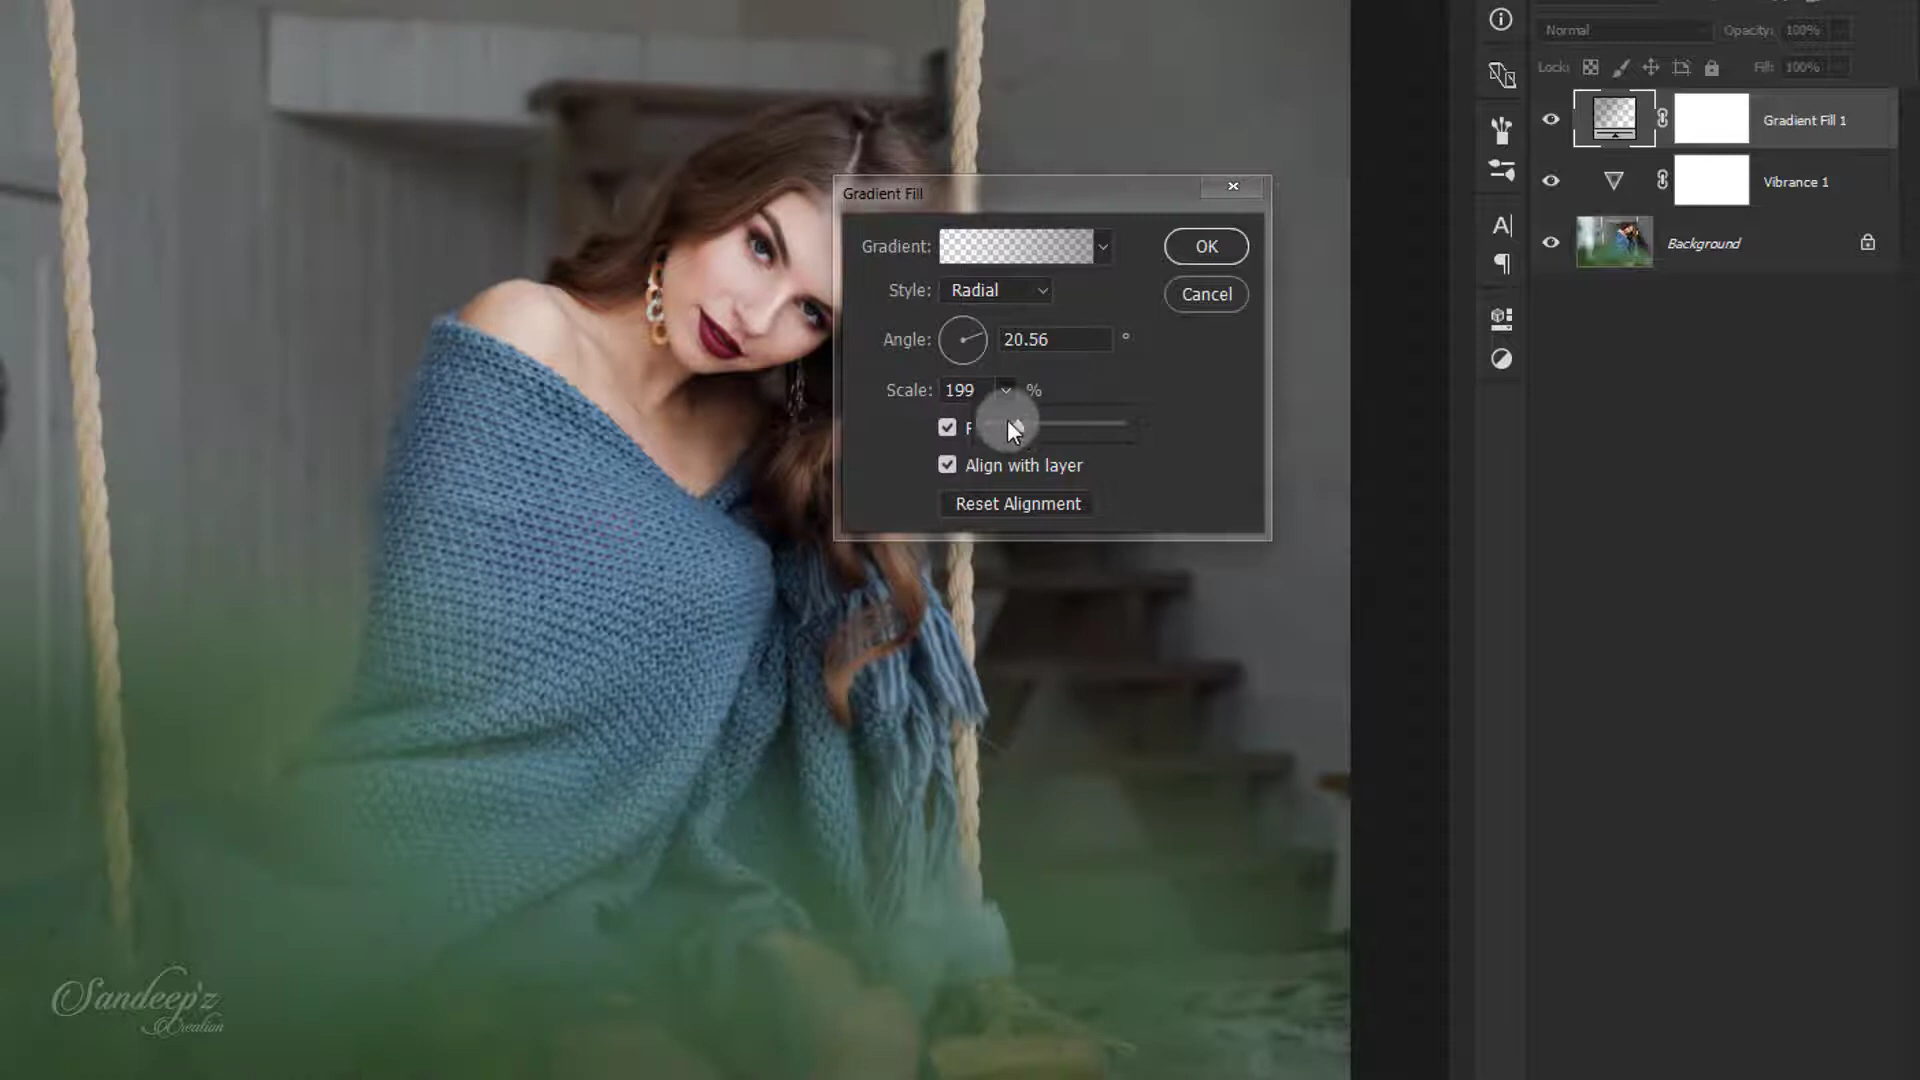 Normal
Opacity: 100%
Lock:
Fill: 100%
Gradient Fill 1
Vibrance 1
Background
Gradient Fill
Gradient:
OK
Style: Radial
Cancel
Angle: 20.56 °
Scale: 199 %
Align with layer
Reset Alignment
Sandeep'z
Creation